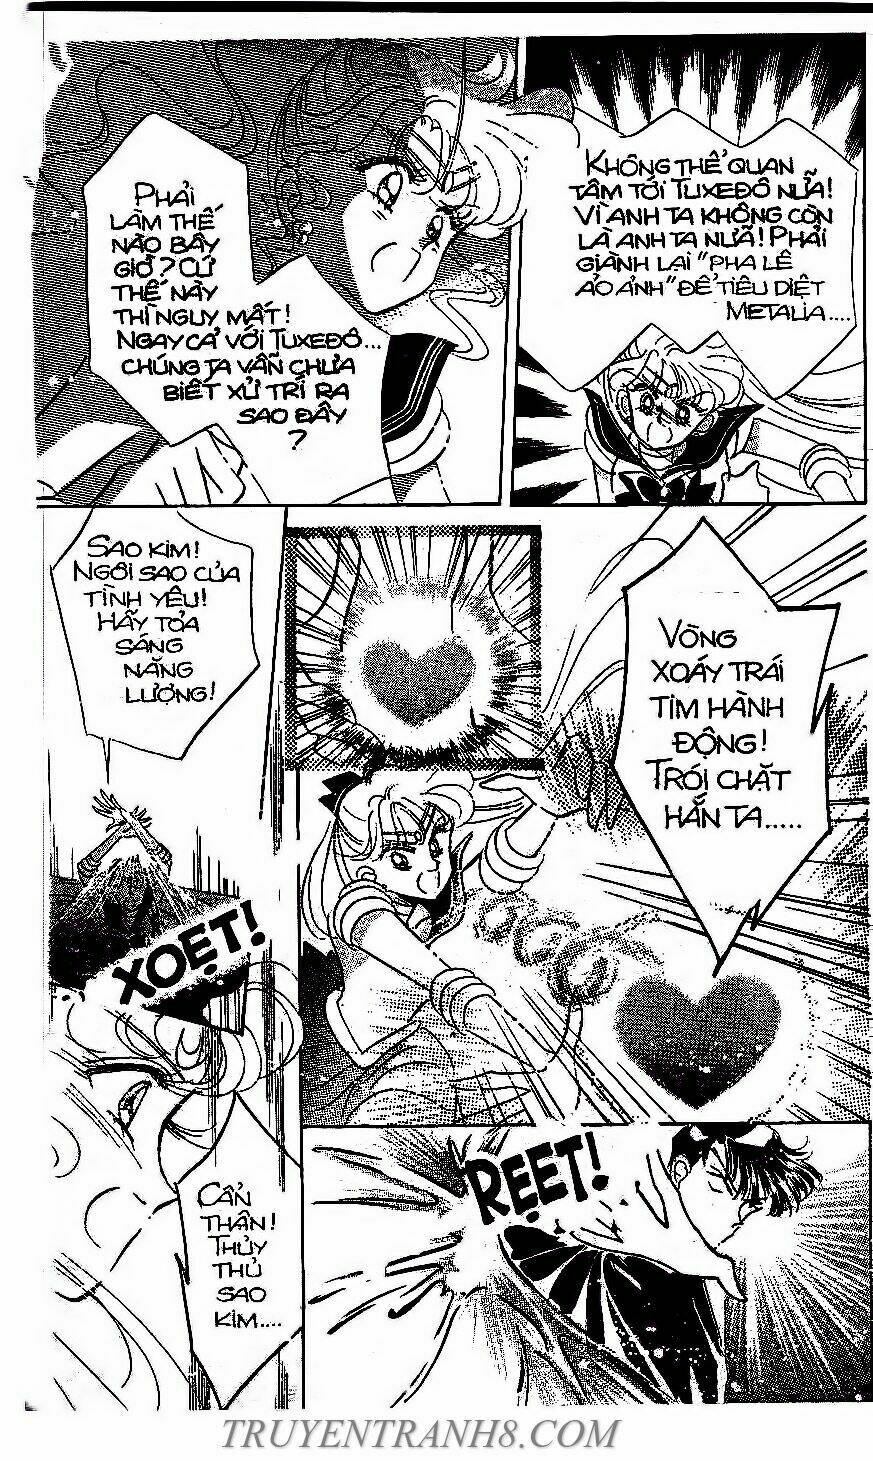 PHẢI
LÀM THẾ
NÀO BÂY
GIỜ? CỨ
THẾ NÀY
THÌ NGUY MẤT!
NGAY CẢ VỚI TUXEĐÔ...
CHÚNG TA VẪN CHƯA
BIẾT XỬ TRÍ RA
SAO ĐÂY
?
KHÔNG THỂ QUAN
TÂM TỚI TUXEĐÔ NỮA!
VÌ ANH TA KHÔNG CÒN
LÀ ANH TA NƯÃ! PHẢI
GIÀNH LẠI "PHA LÊ
ẢO ẢNH" ĐỂ TIÊU DIỆT
METALIA....
SAO KIM!
NGÔI SAO CỦA
TÌNH YÊU!
HÃY TỎA
SÁNG
NĂNG
LƯỢNG!
VÒNG
XOÁY TRÁI
TIM HÀNH
ĐỘNG!
TRÓI CHẶT
HẮN TA.....
XOẸT!
CẨN
THẬN!
THỦY
THỦ
SAO
KIM....
RẸẸT!
TRUYENTRANH8.COM